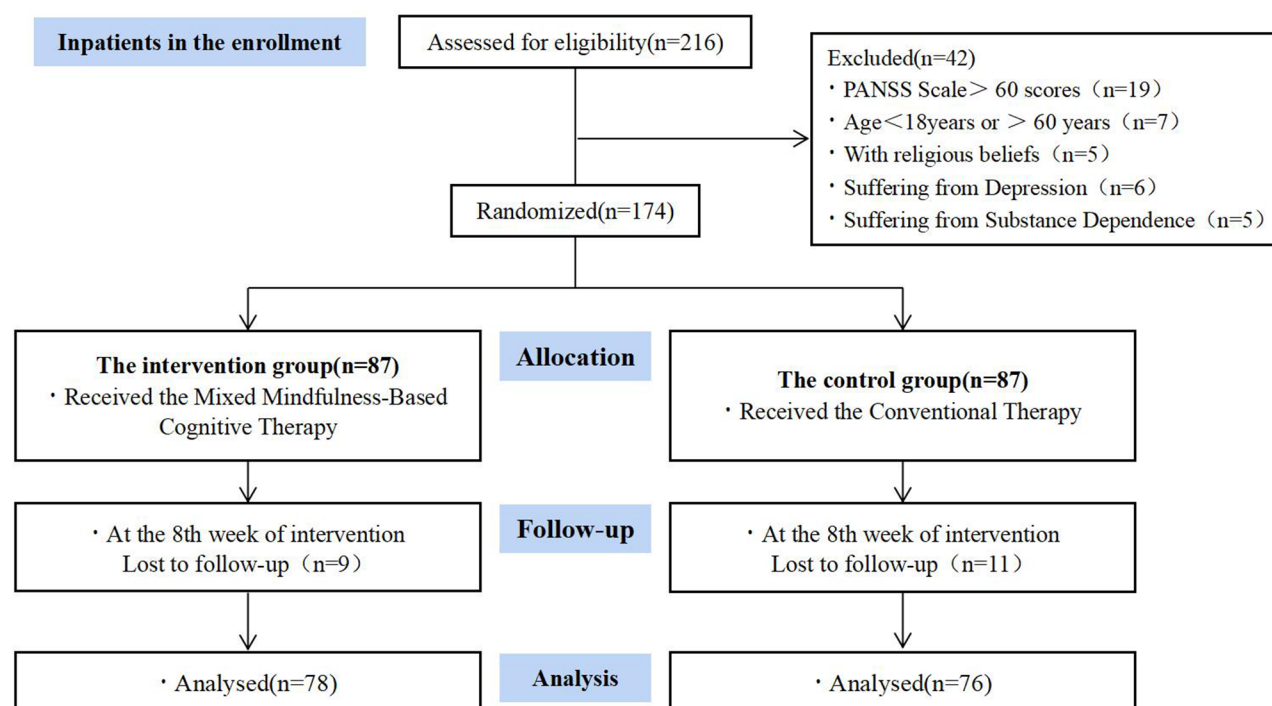 Inpatients in the enrollment
Assessed for eligibility(n=216)
Excluded(n=42)
· PANSS Scale＞ 60 scores（n=19）
· Age＜18years or ＞ 60 years（n=7）
· With religious beliefs（n=5）
· Suffering from Depression（n=6）
· Suffering from Substance Dependence（n=5）
Randomized(n=174)
The intervention group(n=87)
· Received the Mixed Mindfulness-Based
Cognitive Therapy
Allocation
The control group(n=87)
· Received the Conventional Therapy
· At the 8th week of intervention
Lost to follow-up（n=9）
Follow-up
· At the 8th week of intervention
Lost to follow-up（n=11）
· Analysed(n=78)
Analysis
· Analysed(n=76)